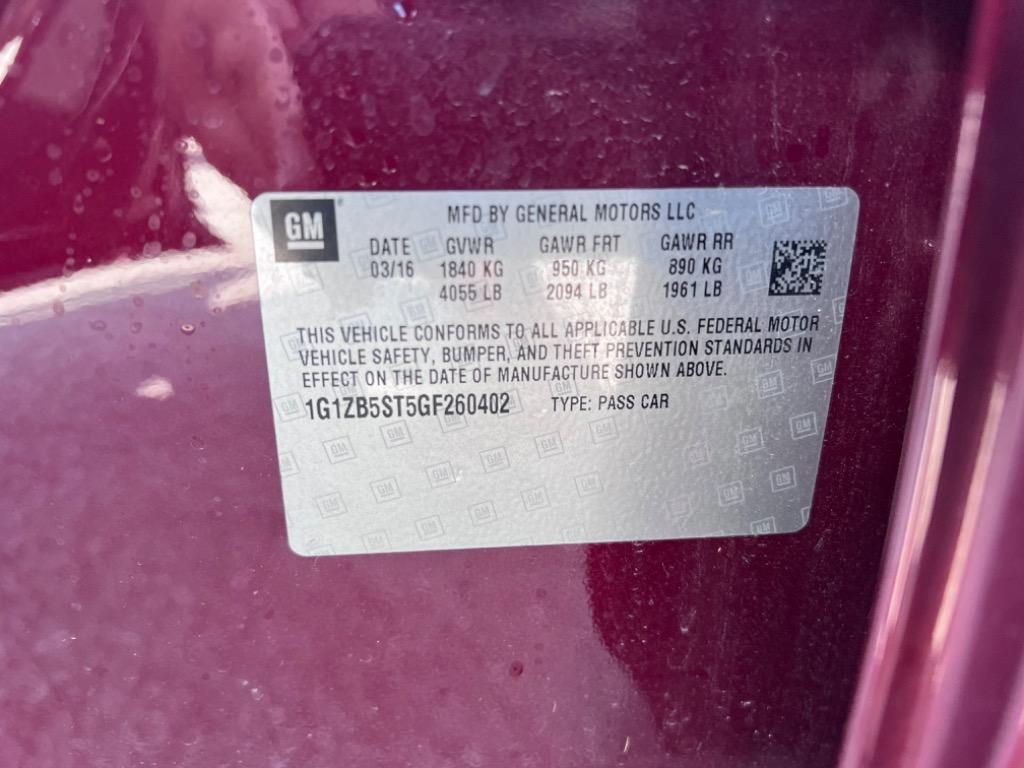 GM
MFD BY GENERAL MOTORS LLC
DATE GVWR GAWR FRT GAWR RR
03/16 1840 KG 950 KG 890 KG
4055 LB 2094 LB 1961 LB
THIS VEHICLE CONFORMS TO ALL APPLICABLE U.S. FEDERAL MOTOR
VEHICLE SAFETY, BUMPER, AND THEFT PREVENTION STANDARDS IN
EFFECT ON THE DATE OF MANUFACTURE SHOWN ABOVE.
1G1ZB5ST5GF260402 TYPE: PASS CAR